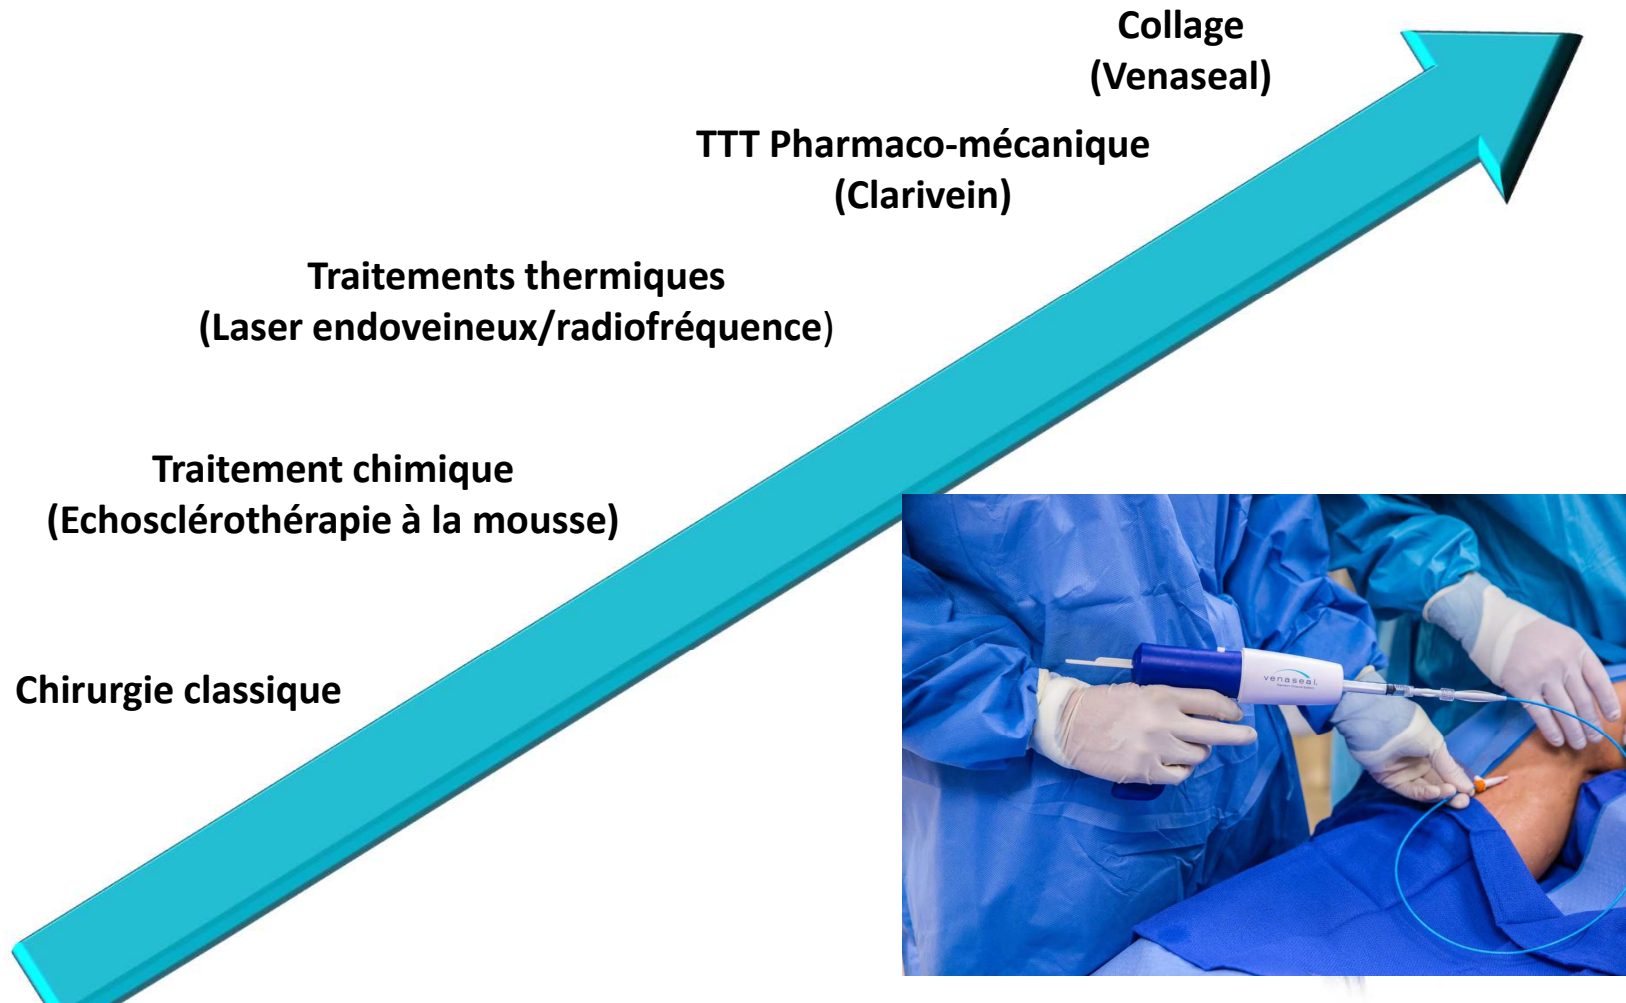 Collage
(Venaseal)
TTT Pharmaco-mécanique
(Clarivein)
Traitements thermiques
(Laser endoveineux/radiofréquence)
Traitement chimique
(Echosclérothérapie à la mousse)
Chirurgie classique
venaseal